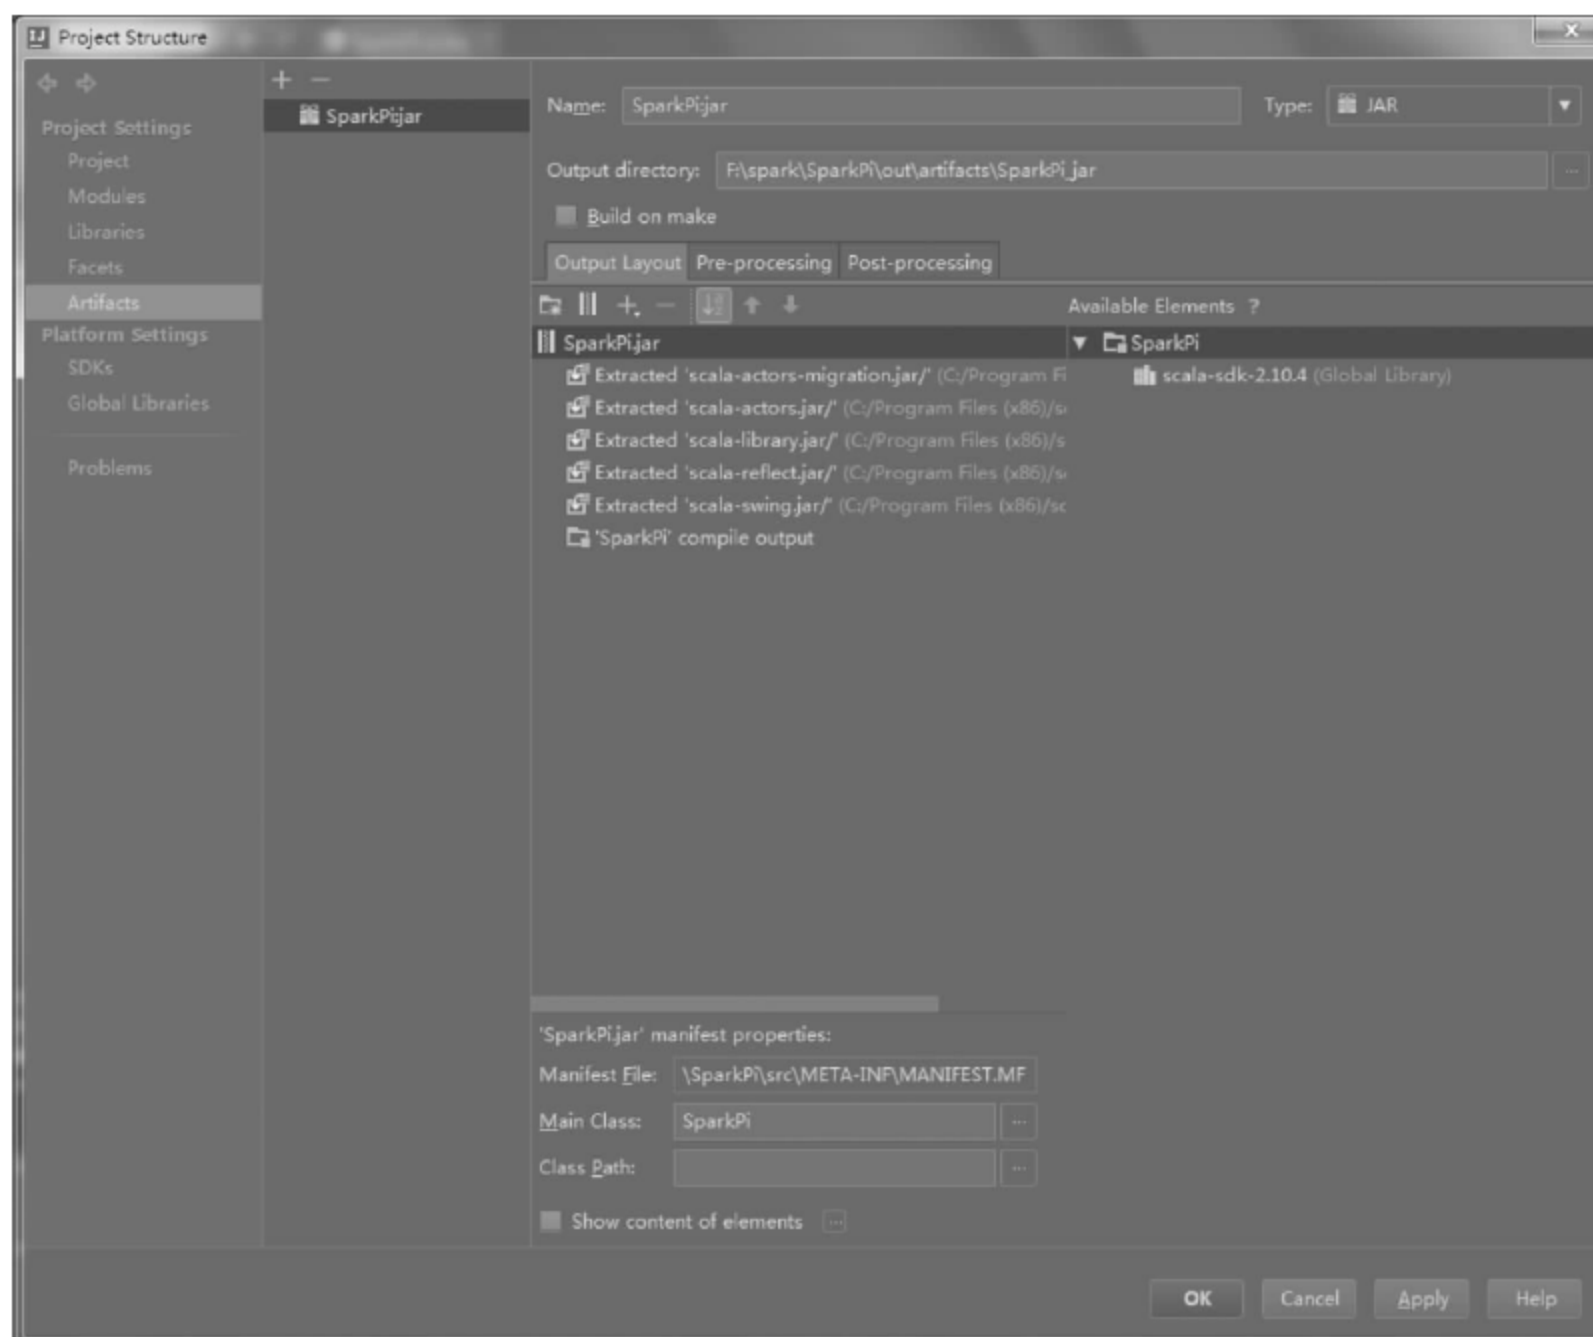 Project Structure
Project Settings
Project
Modules
Libraries
Facets
Artifacts
Platform Settings
SDKs
Global Libraries
Problems
SparkPi:jar
Name: SparkPi:jar
Type: JAR
Output directory: F:\spark\SparkPi\out\artifacts\SparkPi_jar
Build on make
Output Layout Pre-processing Post-processing
Available Elements ?
SparkPi.jar
Extracted 'scala-actors-migration.jar/' (C:/Program Fi
Extracted 'scala-actors.jar/' (C:/Program Files (x86)/s
Extracted 'scala-library.jar/' (C:/Program Files (x86)/s
Extracted 'scala-reflect.jar/' (C:/Program Files (x86)/s
Extracted 'scala-swing.jar/' (C:/Program Files (x86)/sc
'SparkPi' compile output
SparkPi
scala-sdk-2.10.4 (Global Library)
'SparkPi.jar' manifest properties:
Manifest File: \SparkPi\src\META-INF\MANIFEST.MF
Main Class: SparkPi
Class Path:
Show content of elements
OK Cancel Apply Help